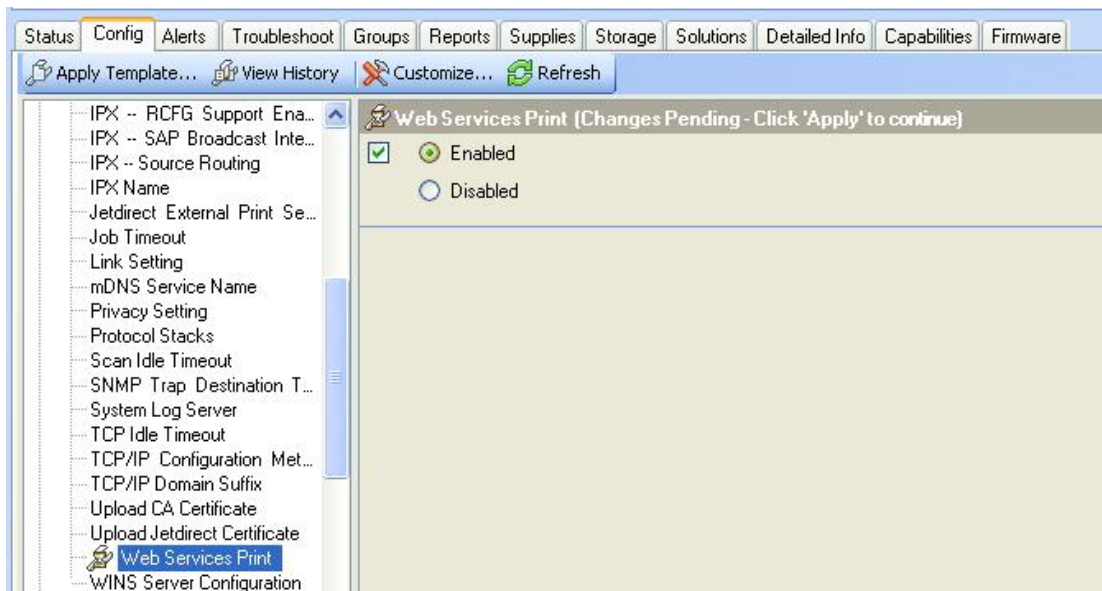 Status Config Alerts Troubleshoot Groups Reports Supplies Storage Solutions Detailed Info Capabilities Firmware
Apply Template... View History Customize... Refresh
IPX -- RCFG Support Ena...
IPX -- SAP Broadcast Inte...
IPX -- Source Routing
IPX Name
Jetdirect External Print Se...
Job Timeout
Link Setting
mDNS Service Name
Privacy Setting
Protocol Stacks
Scan Idle Timeout
SNMP Trap Destination T...
System Log Server
TCP Idle Timeout
TCP/IP Configuration Met...
TCP/IP Domain Suffix
Upload CA Certificate
Upload Jetdirect Certificate
Web Services Print
WINS Server Configuration
Web Services Print (Changes Pending - Click 'Apply' to continue)
Enabled
Disabled